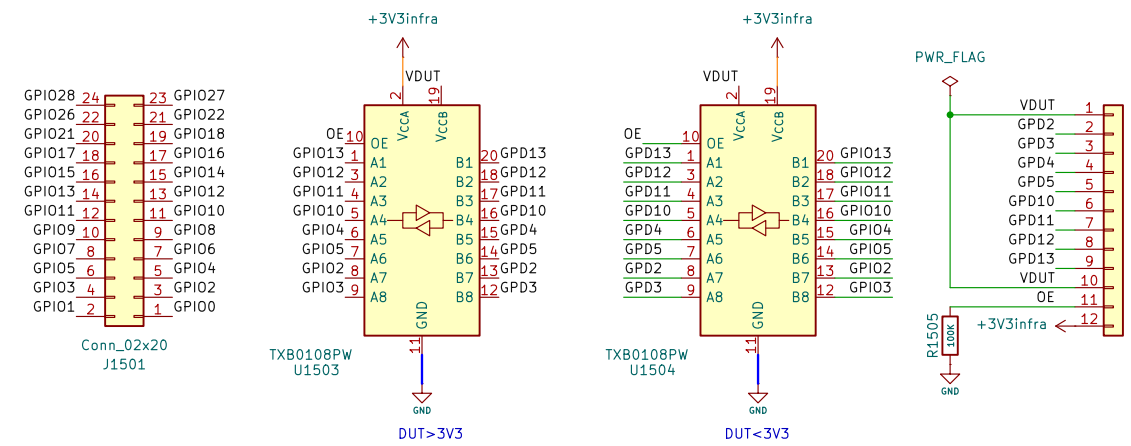 +3V3infra
+3V3infra
PWR_FLAG
GPIO28 24 23 GPIO27
GPIO26 22 21 GPIO22
GPIO21 20 19 GPIO18
GPIO17 18 17 GPIO16
GPIO15 16 15 GPIO14
GPIO13 14 13 GPIO12
GPIO11 12 11 GPIO10
GPIO9 10 9 GPIO8
GPIO7 8 7 GPIO6
GPIO5 6 5 GPIO4
GPIO3 4 3 GPIO2
GPIO1 2 1 GPIO0
Conn_02x20
J1501
VDUT
2 19
VCCA VCCB
OE 10 OE
GPIO13 1 A1 B1 20 GPD13
GPIO12 3 A2 B2 18 GPD12
GPIO11 4 A3 B3 17 GPD11
GPIO10 5 A4 B4 16 GPD10
GPIO4 6 A5 B5 15 GPD4
GPIO5 7 A6 B6 14 GPD5
GPIO2 8 A7 B7 13 GPD2
GPIO3 9 A8 B8 12 GPD3
GND
11
TXB0108PW
U1503
GND
DUT>3V3
VDUT
2 19
VCCA VCCB
OE 10 OE
GPD13 1 A1 B1 20 GPIO13
GPD12 3 A2 B2 18 GPIO12
GPD11 4 A3 B3 17 GPIO11
GPD10 5 A4 B4 16 GPIO10
GPD4 6 A5 B5 15 GPIO4
GPD5 7 A6 B6 14 GPIO5
GPD2 8 A7 B7 13 GPIO2
GPD3 9 A8 B8 12 GPIO3
GND
11
TXB0108PW
U1504
GND
DUT<3V3
VDUT 1
GPD2 2
GPD3 3
GPD4 4
GPD5 5
GPD10 6
GPD11 7
GPD12 8
GPD13 9
VDUT 10
OE 11
+3V3infra 12
R1505
100K
GND